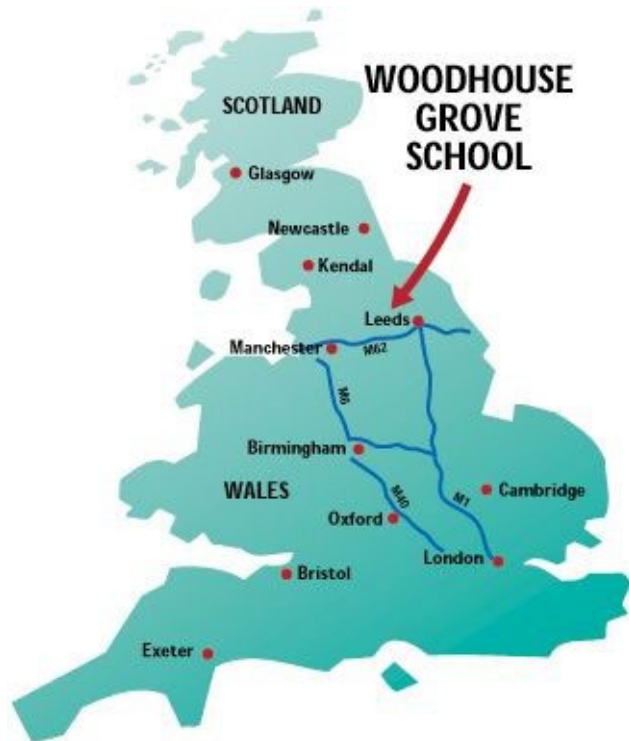 WOODHOUSE
GROVE
SCHOOL
SCOTLAND
Glasgow
Newcastle
Kendal
Leeds
Manchester
M62
M6
Birmingham
WALES
M40
M1
Cambridge
Oxford
London
Bristol
Exeter